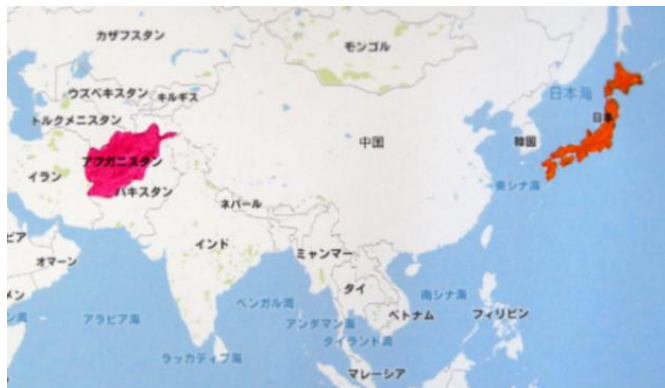 カザフスタン
モンゴル
ウズベキスタン
キルギス
日本海
トルクメニスタン
日本
中国
韓国
アフガニスタン
イラン
パキスタン
東シナ海
ネパール
インド
ミャンマー
オマーン
タイ
ベンガル湾
南シナ海
アラビア海
アンダマン海
ベトナム
フィリピン
タイランド湾
ラッカディブ海
マレーシア